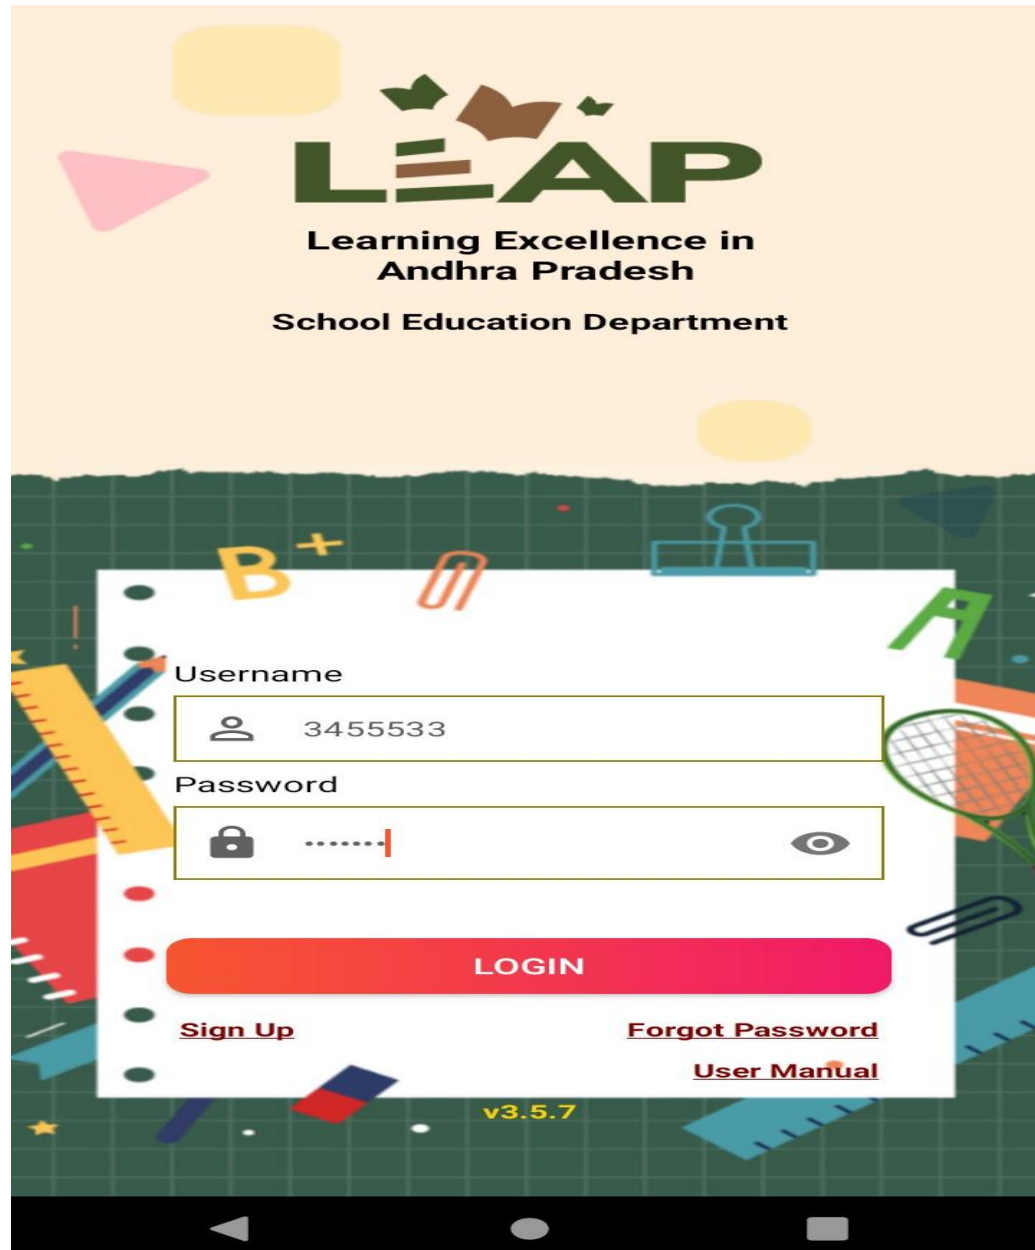 LEAP
Learning Excellence in
Andhra Pradesh
School Education Department
B+
A
Username
3455533
Password
•••••••
LOGIN
Sign Up
Forgot Password
User Manual
v3.5.7